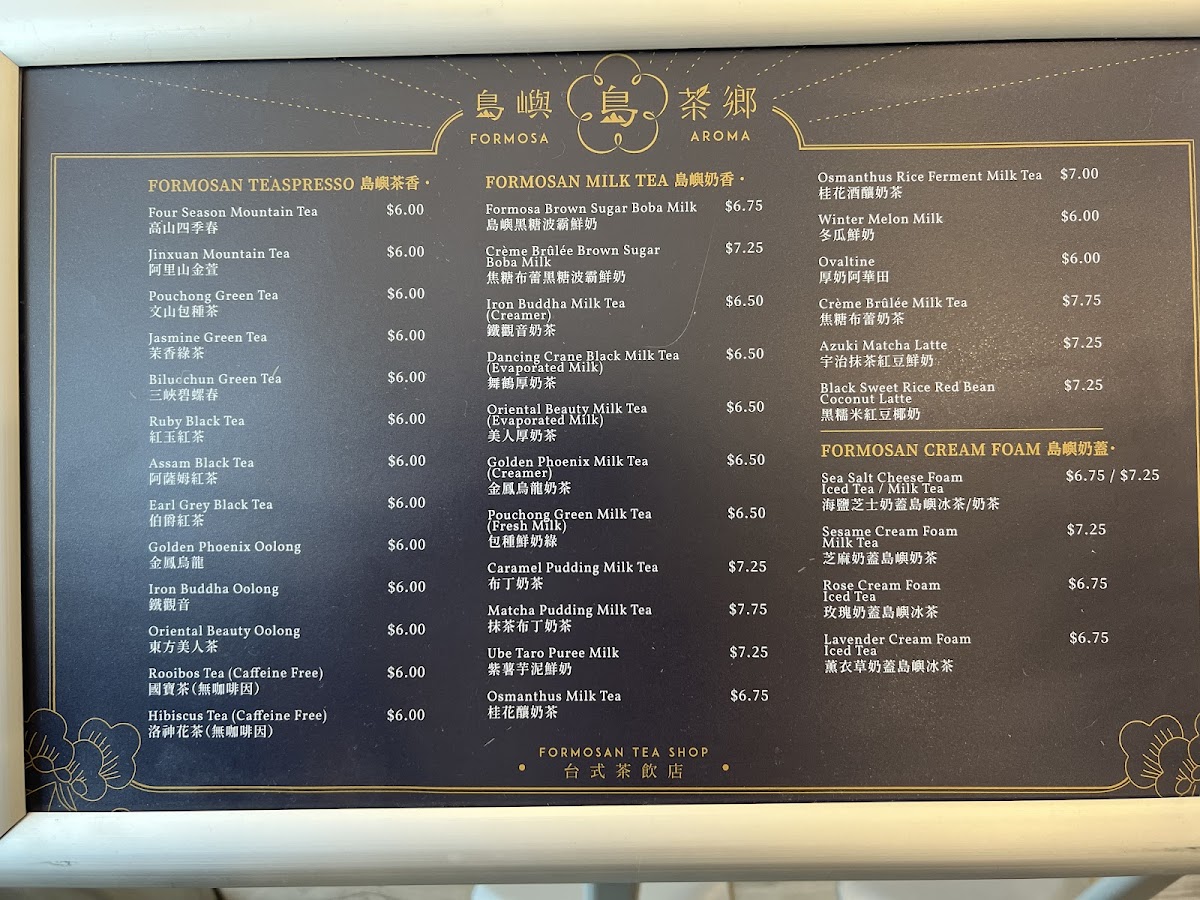 島嶼 島 茶鄉
FORMOSA AROMA
FORMOSAN TEASPRESSO 島嶼茶香·
Four Season Mountain Tea $6.00
高山四季春
Jinxuan Mountain Tea $6.00
阿里山金萱
Pouchong Green Tea $6.00
文山包種茶
Jasmine Green Tea $6.00
茉香綠茶
Biluochun Green Tea $6.00
三峽碧螺春
Ruby Black Tea $6.00
紅玉紅茶
Assam Black Tea $6.00
阿薩姆紅茶
Earl Grey Black Tea $6.00
伯爵紅茶
Golden Phoenix Oolong $6.00
金鳳烏龍
Iron Buddha Oolong $6.00
鐵觀音
Oriental Beauty Oolong $6.00
東方美人茶
Rooibos Tea (Caffeine Free) $6.00
國寶茶(無咖啡因)
Hibiscus Tea (Caffeine Free) $6.00
洛神花茶(無咖啡因)
FORMOSAN MILK TEA 島嶼奶香·
Formosa Brown Sugar Boba Milk $6.75
島嶼黑糖波霸鮮奶
Crème Brûlée Brown Sugar $7.25
Boba Milk
焦糖布蕾黑糖波霸鮮奶
Iron Buddha Milk Tea $6.50
(Creamer)
鐵觀音奶茶
Dancing Crane Black Milk Tea $6.50
(Evaporated Milk)
舞鶴厚奶茶
Oriental Beauty Milk Tea $6.50
(Evaporated Milk)
美人厚奶茶
Golden Phoenix Milk Tea $6.50
(Creamer)
金鳳烏龍奶茶
Pouchong Green Milk Tea $6.50
(Fresh Milk)
包種鮮奶綠
Caramel Pudding Milk Tea $7.25
布丁奶茶
Matcha Pudding Milk Tea $7.75
抹茶布丁奶茶
Ube Taro Puree Milk $7.25
紫薯芋泥鮮奶
Osmanthus Milk Tea $6.75
桂花釀奶茶
Osmanthus Rice Ferment Milk Tea $7.00
桂花酒釀奶茶
Winter Melon Milk $6.00
冬瓜鮮奶
Ovaltine $6.00
厚奶阿華田
Crème Brûlée Milk Tea $7.75
焦糖布蕾奶茶
Azuki Matcha Latte $7.25
宇治抹茶紅豆鮮奶
Black Sweet Rice Red Bean $7.25
Coconut Latte
黑糯米紅豆椰奶
FORMOSAN CREAM FOAM 島嶼奶蓋·
Sea Salt Cheese Foam $6.75 / $7.25
Iced Tea / Milk Tea
海鹽芝士奶蓋島嶼冰茶/奶茶
Sesame Cream Foam $7.25
Milk Tea
芝麻奶蓋島嶼奶茶
Rose Cream Foam $6.75
Iced Tea
玫瑰奶蓋島嶼冰茶
Lavender Cream Foam $6.75
Iced Tea
薰衣草奶蓋島嶼冰茶
FORMOSAN TEA SHOP
• 台式茶飲店 •